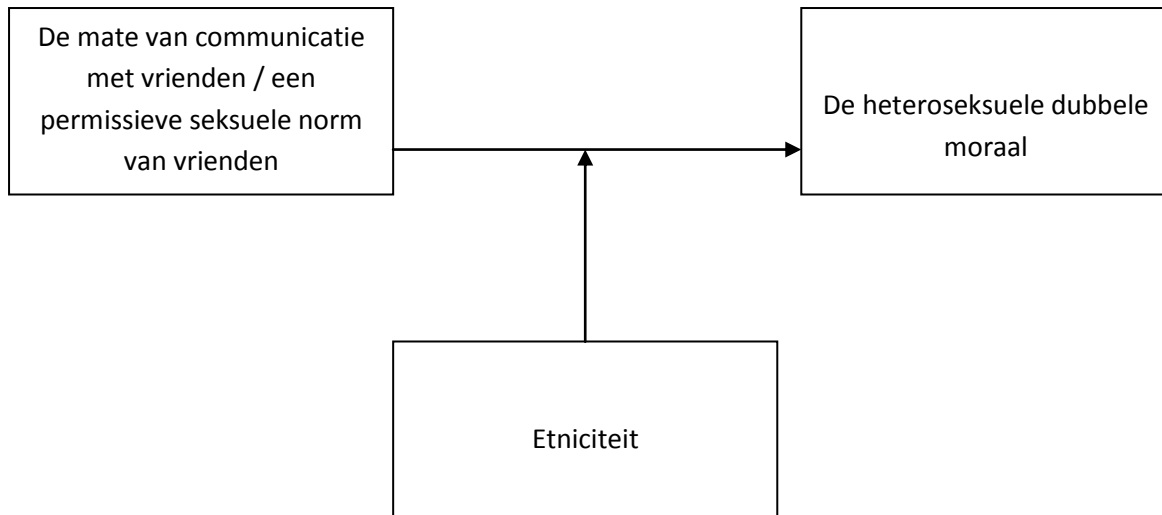 De mate van communicatie
met vrienden / een
permissieve seksuele norm
van vrienden
De heteroseksuele dubbele
moraal
Etniciteit